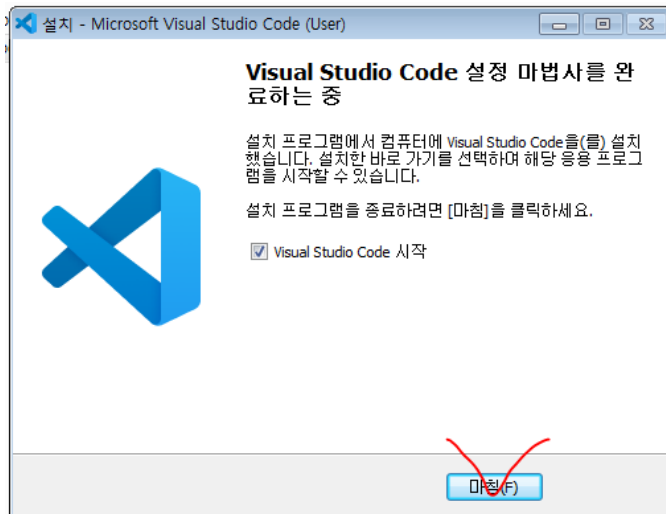 설치 - Microsoft Visual Studio Code (User)
Visual Studio Code 설정 마법사를 완
료하는 중
설치 프로그램에서 컴퓨터에 Visual Studio Code을(를) 설치
했습니다. 설치한 바로 가기를 선택하여 해당 응용 프로그
램을 시작할 수 있습니다.
설치 프로그램을 종료하려면 [마침]을 클릭하세요.
Visual Studio Code 시작
마침(F)